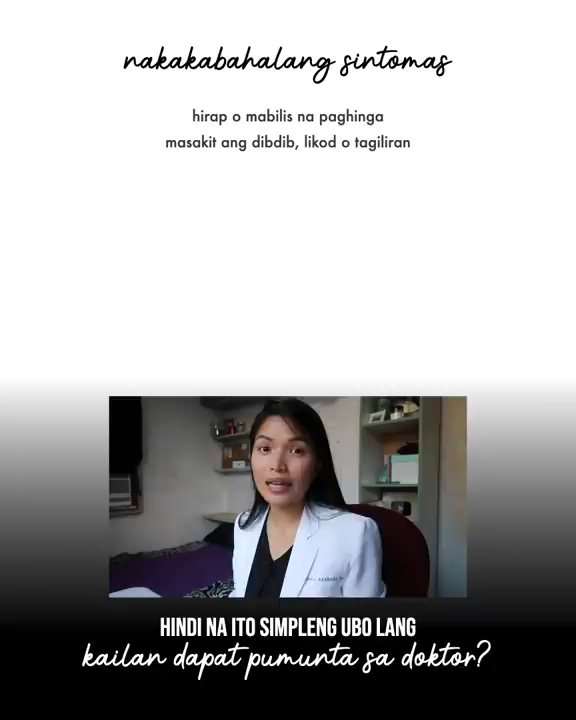 nakakabahalang sintomas
hirap o mabilis na paghinga
masakit ang dibdib, likod o tagiliran
HINDI NA ITO SIMPLENG UBO LANG
kailan dapat pumunta sa doktor?